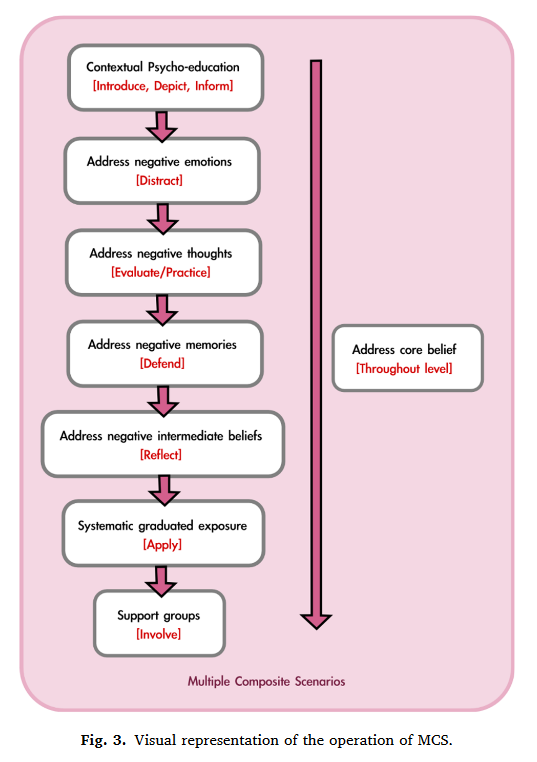 Contextual Psycho-education
[Introduce, Depict, Inform]
Address negative emotions
[Distract]
Address negative thoughts
[Evaluate/Practice]
Address negative memories
[Defend]
Address negative intermediate beliefs
[Reflect]
Systematic graduated exposure
[Apply]
Support groups
[Involve]
Address core belief
[Throughout level]
Multiple Composite Scenarios
Fig. 3. Visual representation of the operation of MCS.